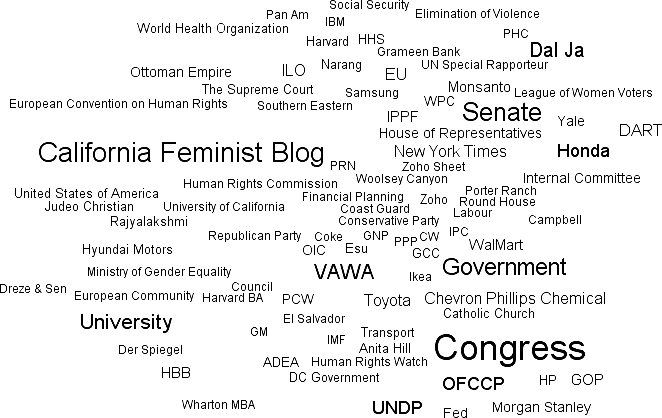 Social Security
Pan Am
Elimination of Violence
IBM
World Health Organization
PHC
Harvard
HHS
Grameen Bank
Dal Ja
Narang
UN Special Rapporteur
Ottoman Empire
ILO
EU
The Supreme Court
Samsung
Monsanto
League of Women Voters
European Convention on Human Rights
Southern Eastern
WPC
Senate
IPPF
Yale
House of Representatives
DART
California Feminist Blog
New York Times
Honda
PRN
Zoho Sheet
Woolsey Canyon
Internal Committee
Human Rights Commission
United States of America
Financial Planning
Zoho
Porter Ranch
Round House
Judeo Christian
University of California
Coast Guard
Labour
Rajyalakshmi
Conservative Party
Campbell
Republican Party
Coke
GNP
PPP
CW
IPC
Hyundai Motors
OIC
Esu
GCC
WalMart
Ministry of Gender Equality
VAWA
Ikea
Government
Dreze & Sen
European Community
Council
Harvard BA
PCW
Toyota
Chevron Phillips Chemical
Catholic Church
University
El Salvador
GM
IMF
Transport
Der Spiegel
Anita Hill
Congress
ADEA
Human Rights Watch
HBB
DC Government
OFCCP
HP
GOP
Wharton MBA
UNDP
Fed
Morgan Stanley